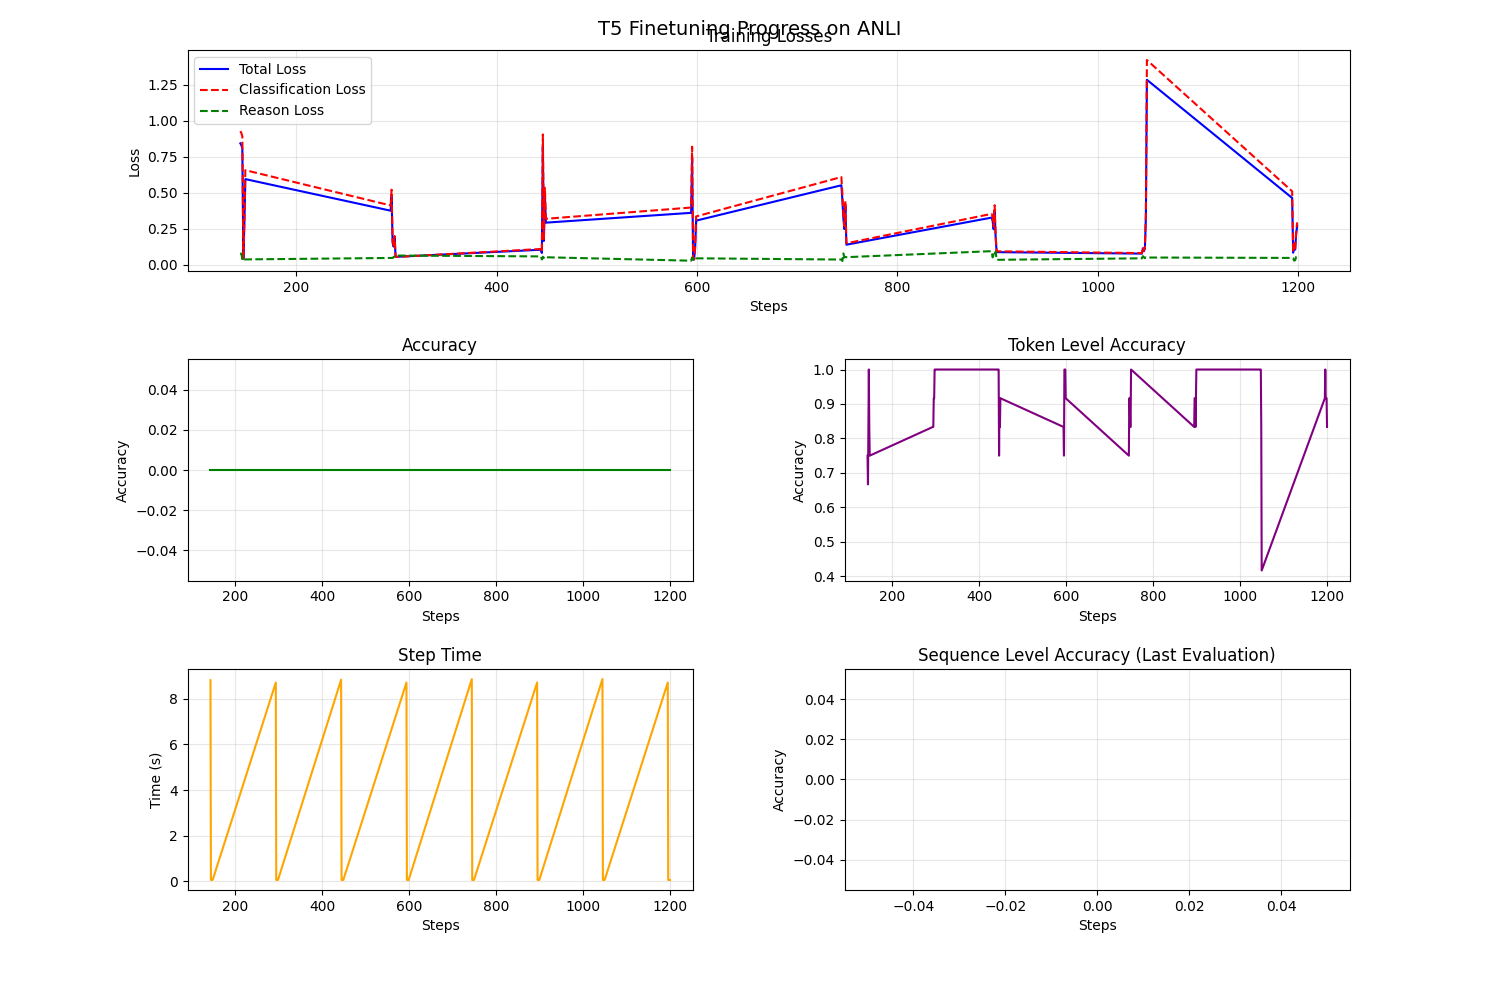 T5 Finetuning Progress on ANLI
Training Losses
Total Loss
Classification Loss
Reason Loss
Loss
1.25
1.00
0.75
0.50
0.25
0.00
200 400 600 800 1000 1200
Steps
Accuracy
Accuracy
0.04
0.02
0.00
−0.02
−0.04
200 400 600 800 1000 1200
Steps
Token Level Accuracy
Accuracy
1.0
0.9
0.8
0.7
0.6
0.5
0.4
200 400 600 800 1000 1200
Steps
Step Time
Time (s)
8
6
4
2
0
200 400 600 800 1000 1200
Steps
Sequence Level Accuracy (Last Evaluation)
Accuracy
0.04
0.02
0.00
−0.02
−0.04
−0.04 −0.02 0.00 0.02 0.04
Steps